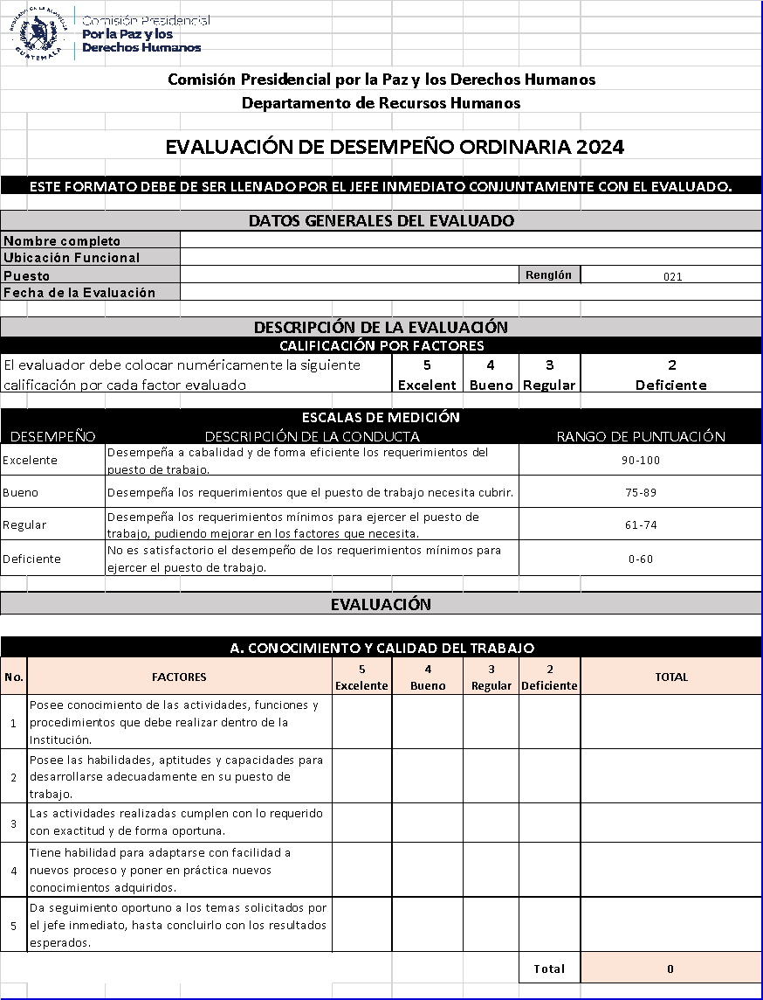 GOBIERNO DE LA REPÚBLICA
GUATEMALA
Comisión Presidencial
Por la Paz y los
Derechos Humanos
Comisión Presidencial por la Paz y los Derechos Humanos
Departamento de Recursos Humanos
EVALUACIÓN DE DESEMPEÑO ORDINARIA 2024
ESTE FORMATO DEBE DE SER LLENADO POR EL JEFE INMEDIATO CONJUNTAMENTE CON EL EVALUADO.
DATOS GENERALES DEL EVALUADO
Nombre completo
Ubicación Funcional
Puesto Renglón 021
Fecha de la Evaluación
DESCRIPCIÓN DE LA EVALUACIÓN
CALIFICACIÓN POR FACTORES
El evaluador debe colocar numéricamente la siguiente 5 4 3 2
calificación por cada factor evaluado Excelent Bueno Regular Deficiente
ESCALAS DE MEDICIÓN
DESEMPEÑO DESCRIPCIÓN DE LA CONDUCTA RANGO DE PUNTUACIÓN
Excelente Desempeña a cabalidad y de forma eficiente los requerimientos del 90-100
puesto de trabajo.
Bueno Desempeña los requerimientos que el puesto de trabajo necesita cubrir. 75-89
Regular Desempeña los requerimientos mínimos para ejercer el puesto de 61-74
trabajo, pudiendo mejorar en los factores que necesita.
Deficiente No es satisfactorio el desempeño de los requerimientos mínimos para 0-60
ejercer el puesto de trabajo.
EVALUACIÓN
A. CONOCIMIENTO Y CALIDAD DEL TRABAJO
No. FACTORES 5 4 3 2 TOTAL
Excelente Bueno Regular Deficiente
1 Posee conocimiento de las actividades, funciones y
procedimientos que debe realizar dentro de la
Institución.
2 Posee las habilidades, aptitudes y capacidades para
desarrollarse adecuadamente en su puesto de
trabajo.
3 Las actividades realizadas cumplen con lo requerido
con exactitud y de forma oportuna.
4 Tiene habilidad para adaptarse con facilidad a
nuevos proceso y poner en práctica nuevos
conocimientos adquiridos.
5 Da seguimiento oportuno a los temas solicitados por
el jefe inmediato, hasta concluirlo con los resultados
esperados.
Total 0